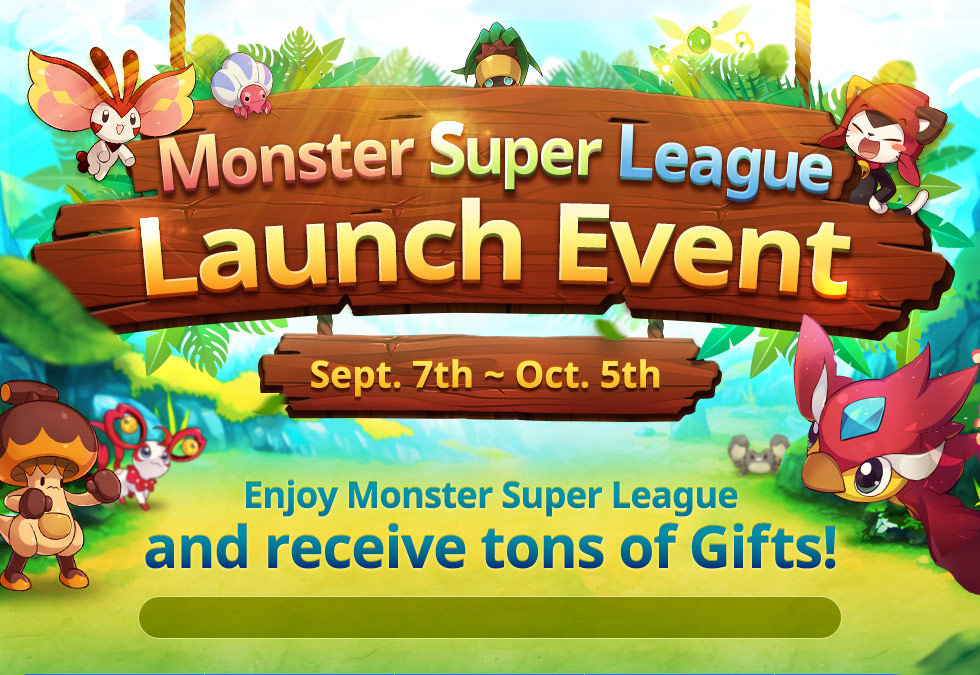 Monster Super League
Launch Event
Sept. 7th ~ Oct. 5th
Enjoy Monster Super League
and receive tons of Gifts!